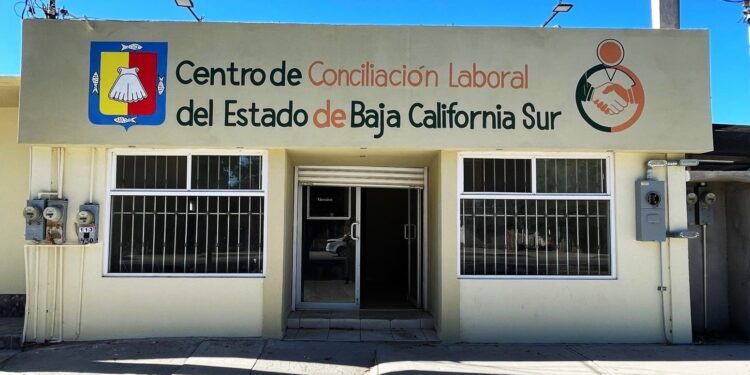 Centro de Conciliación Laboral
del Estado de Baja California Sur